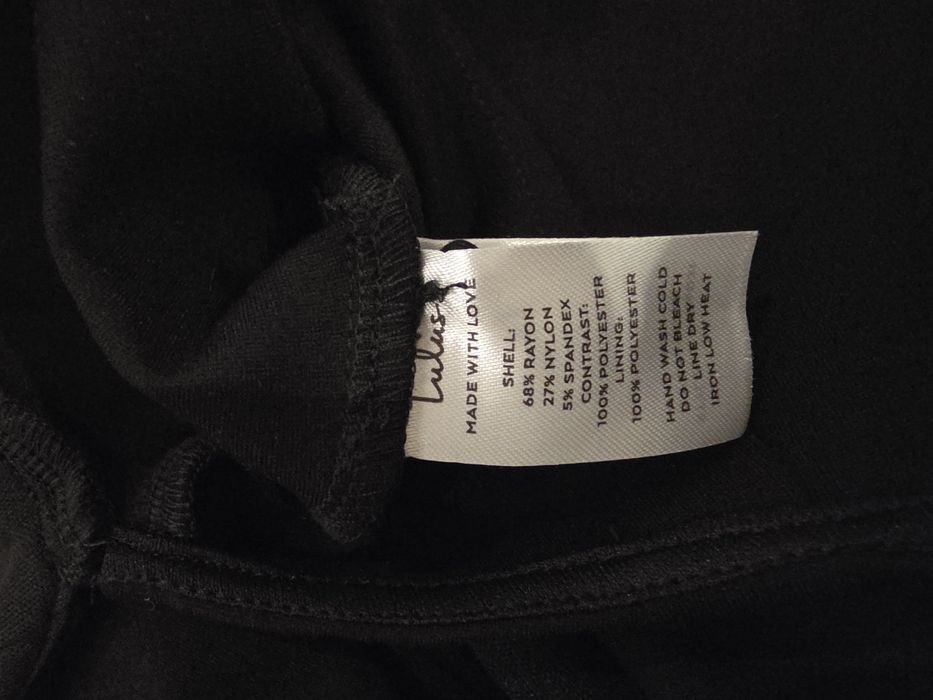 Lulus
MADE WITH LOVE
SHELL:
68% RAYON
27% NYLON
5% SPANDEX
CONTRAST:
100% POLYESTER
LINING:
100% POLYESTER
HAND WASH COLD
DO NOT BLEACH
LINE DRY
IRON LOW HEAT